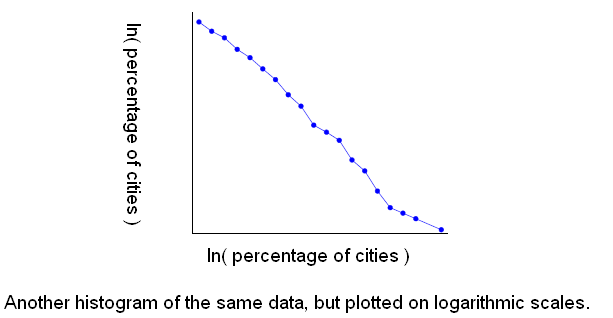 ln( percentage of cities )
ln( percentage of cities )
Another histogram of the same data, but plotted on logarithmic scales.